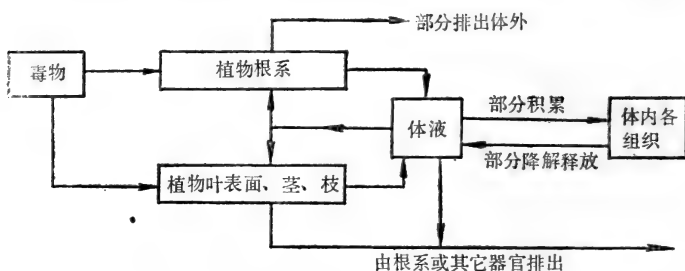 部分排出体外
毒物
植物根系
部分积累
体液
体内各
组织
部分降解释放
植物叶表面、茎、枝
由根系或其它器官排出